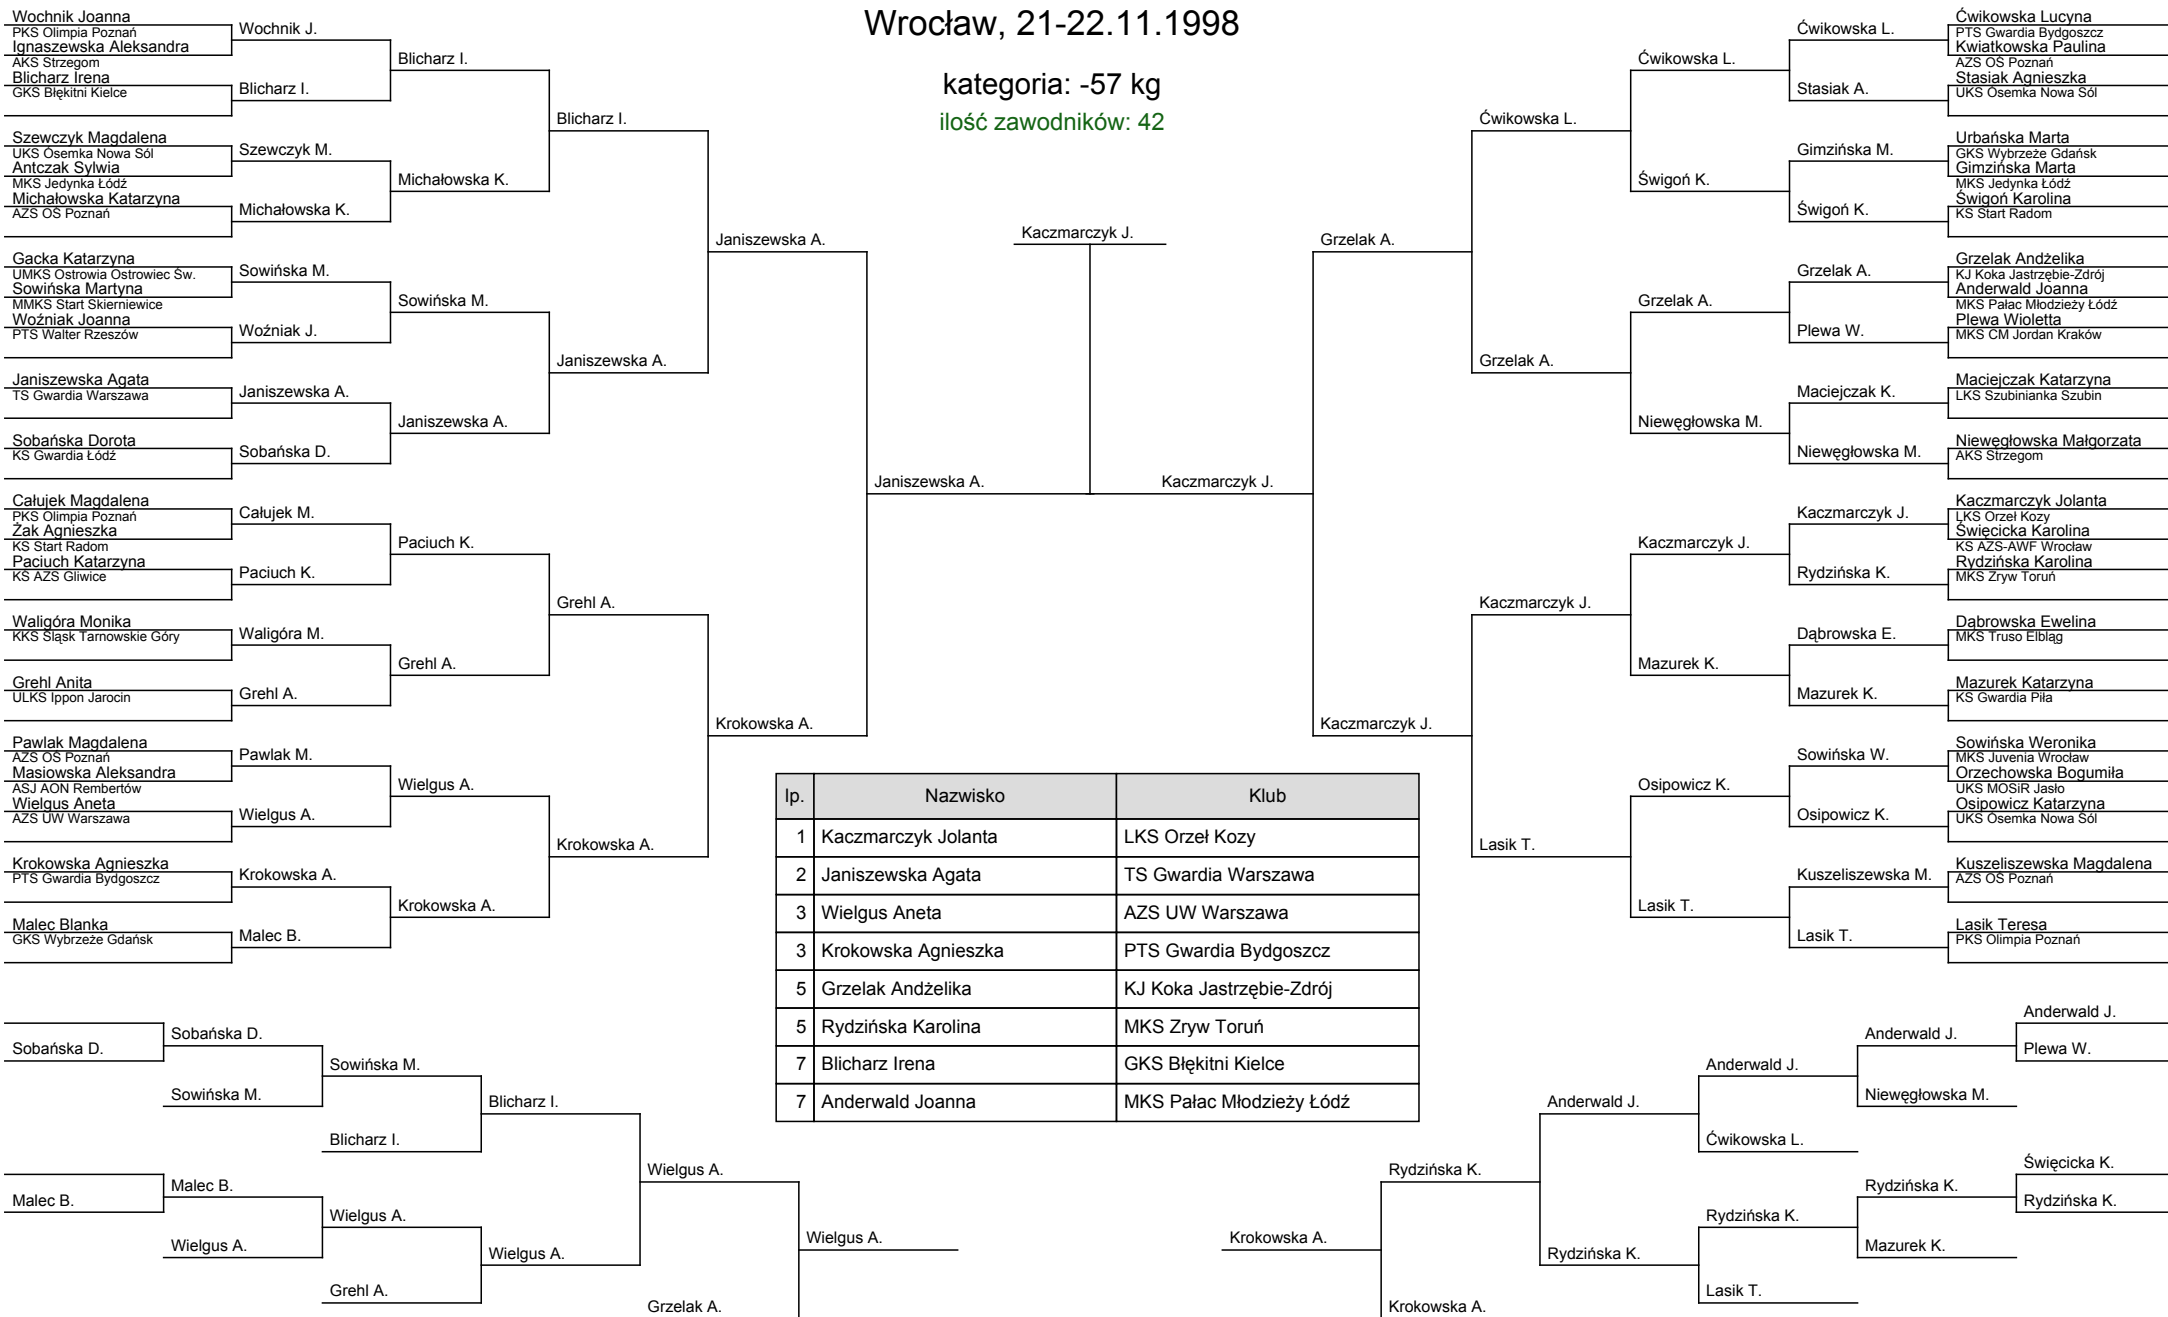 Wrocław, 21-22.11.1998
kategoria: -57 kg
ilość zawodników: 42
Wochnik Joanna
PKS Olimpia Poznań
Ignaszewska Aleksandra
AKS Strzegom
Blicharz Irena
GKS Błękitni Kielce
Szewczyk Magdalena
UKS Ósemka Nowa Sól
Antczak Sylwia
MKS Jedynka Łódź
Michałowska Katarzyna
AZS OŚ Poznań
Gacka Katarzyna
UMKS Ostrowia Ostrowiec Św.
Sowińska Martyna
MMKS Start Skierniewice
Woźniak Joanna
PTS Walter Rzeszów
Janiszewska Agata
TS Gwardia Warszawa
Sobańska Dorota
KS Gwardia Łódź
Całujek Magdalena
PKS Olimpia Poznań
Żak Agnieszka
KS Start Radom
Paciuch Katarzyna
KŚ AZS Gliwice
Waligóra Monika
KKS Śląsk Tarnowskie Góry
Grehl Anita
ULKS Ippon Jarocin
Pawlak Magdalena
AZS OŚ Poznań
Masiowska Aleksandra
ASJ AON Rembertów
Wielgus Aneta
AZS UW Warszawa
Krokowska Agnieszka
PTS Gwardia Bydgoszcz
Malec Blanka
GKS Wybrzeże Gdańsk
Wochnik J.
Blicharz I.
Szewczyk M.
Michałowska K.
Sowińska M.
Woźniak J.
Janiszewska A.
Sobańska D.
Całujek M.
Paciuch K.
Waligóra M.
Grehl A.
Pawlak M.
Wielgus A.
Krokowska A.
Malec B.
Blicharz I.
Michałowska K.
Sowińska M.
Janiszewska A.
Paciuch K.
Grehl A.
Wielgus A.
Krokowska A.
Blicharz I.
Janiszewska A.
Grehl A.
Krokowska A.
Janiszewska A.
Krokowska A.
Janiszewska A.
Kaczmarczyk J.
Kaczmarczyk J.
Grzelak A.
Kaczmarczyk J.
Ćwikowska L.
Grzelak A.
Kaczmarczyk J.
Lasik T.
Ćwikowska L.
Świgoń K.
Grzelak A.
Niewęgłowska M.
Kaczmarczyk J.
Mazurek K.
Osipowicz K.
Lasik T.
Ćwikowska L.
Stasiak A.
Gimzińska M.
Świgoń K.
Grzelak A.
Plewa W.
Maciejczak K.
Niewęgłowska M.
Kaczmarczyk J.
Rydzińska K.
Dąbrowska E.
Mazurek K.
Sowińska W.
Osipowicz K.
Kuszeliszewska M.
Lasik T.
Ćwikowska Lucyna
PTS Gwardia Bydgoszcz
Kwiatkowska Paulina
AZS OŚ Poznań
Stasiak Agnieszka
UKS Ósemka Nowa Sól
Urbańska Marta
GKS Wybrzeże Gdańsk
Gimzińska Marta
MKS Jedynka Łódź
Świgoń Karolina
KS Start Radom
Grzelak Andżelika
KJ Koka Jastrzębie-Zdrój
Anderwald Joanna
MKS Pałac Młodzieży Łódź
Plewa Wioletta
MKS CM Jordan Kraków
Maciejczak Katarzyna
LKS Szubinianka Szubin
Niewęgłowska Małgorzata
AKS Strzegom
Kaczmarczyk Jolanta
LKS Orzeł Kozy
Święcicka Karolina
KS AZS-AWF Wrocław
Rydzińska Karolina
MKS Zryw Toruń
Dąbrowska Ewelina
MKS Truso Elbląg
Mazurek Katarzyna
KS Gwardia Piła
Sowińska Weronika
MKS Juvenia Wrocław
Orzechowska Bogumiła
UKS MOSiR Jasło
Osipowicz Katarzyna
UKS Ósemka Nowa Sól
Kuszeliszewska Magdalena
AZS OŚ Poznań
Lasik Teresa
PKS Olimpia Poznań
lp. Nazwisko Klub
1 Kaczmarczyk Jolanta LKS Orzeł Kozy
2 Janiszewska Agata TS Gwardia Warszawa
3 Wielgus Aneta AZS UW Warszawa
3 Krokowska Agnieszka PTS Gwardia Bydgoszcz
5 Grzelak Andżelika KJ Koka Jastrzębie-Zdrój
5 Rydzińska Karolina MKS Zryw Toruń
7 Blicharz Irena GKS Błękitni Kielce
7 Anderwald Joanna MKS Pałac Młodzieży Łódź
Sobańska D.
Malec B.
Sobańska D.
Sowińska M.
Malec B.
Wielgus A.
Sowińska M.
Blicharz I.
Wielgus A.
Grehl A.
Blicharz I.
Wielgus A.
Wielgus A.
Grzelak A.
Wielgus A.
Krokowska A.
Rydzińska K.
Krokowska A.
Anderwald J.
Rydzińska K.
Anderwald J.
Ćwikowska L.
Rydzińska K.
Lasik T.
Anderwald J.
Niewęgłowska M.
Rydzińska K.
Mazurek K.
Anderwald J.
Plewa W.
Święcicka K.
Rydzińska K.